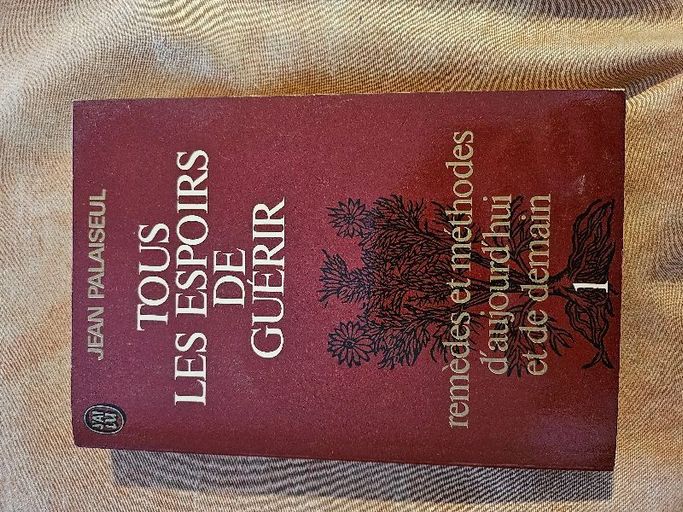 J'AI
LU
JEAN PALAISEUL
TOUS
LES ESPOIRS
DE
GUÉRIR
remèdes et méthodes
d'aujourd'hui
et de demain
1